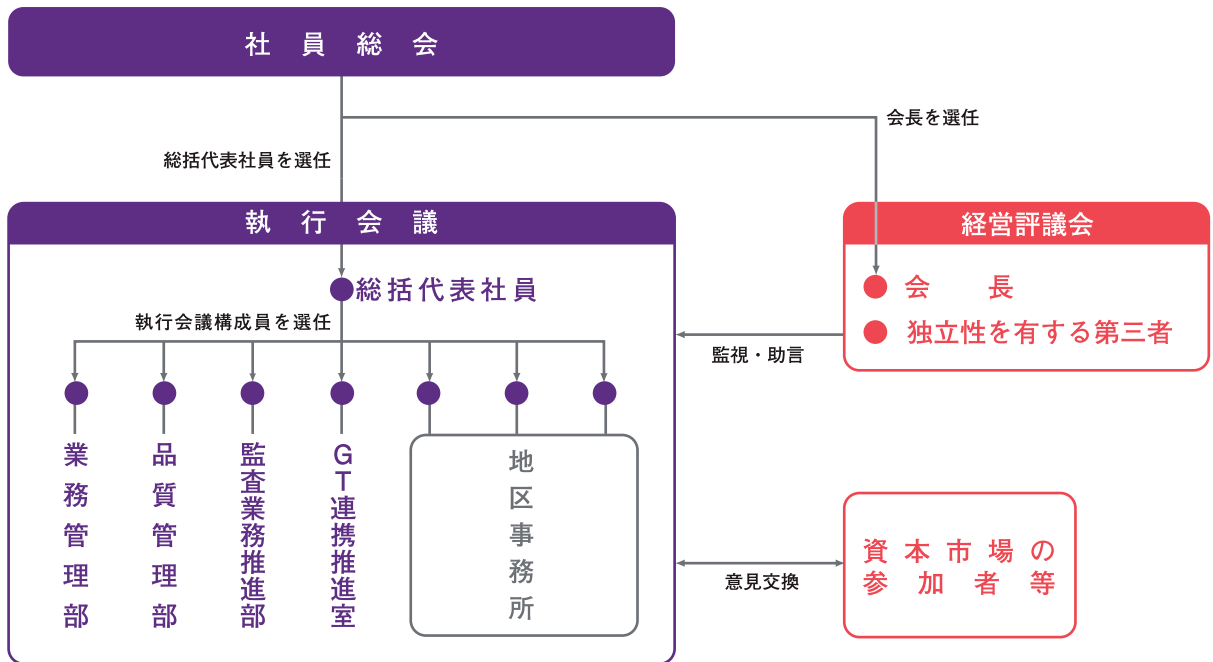 社員総会
会長を選任
総括代表社員を選任
執行会議
経営評議会
総括代表社員
会長
執行会議構成員を選任
独立性を有する第三者
監視・助言
業務管理部
品質管理部
監査業務推進部
GT連携推進室
地区事務所
資本市場の
参加者等
意見交換